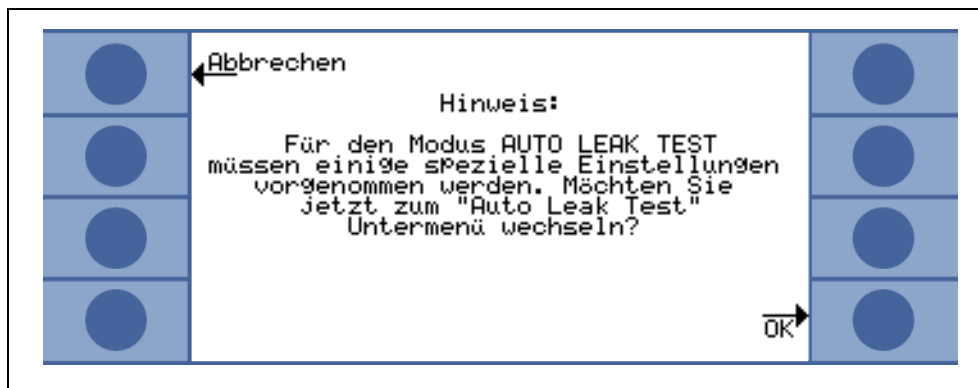 Abbrechen
Hinweis:
Für den Modus AUTO LEAK TEST
müssen einige spezielle Einstellungen
vorgenommen werden. Möchten Sie
jetzt zum "Auto Leak Test"
Untermenü wechseln?
OK